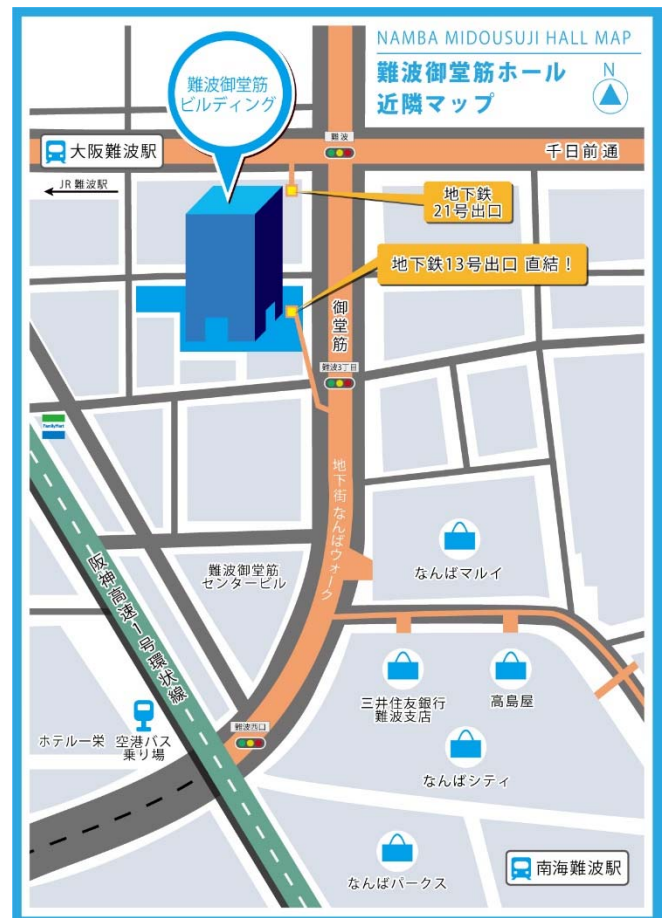 NAMBA MIDOUSUJI HALL MAP
難波御堂筋ホール
近隣マップ
N
難波御堂筋
ビルディング
大阪難波駅
難波
千日前通
JR 難波駅
地下鉄
21号出口
地下鉄13号出口 直結！
御堂筋
難波3丁目
FamilyMart
地下街 なんばウォーク
なんばマルイ
難波御堂筋
センタービル
阪神高速1号環状線
三井住友銀行
難波支店
高島屋
ホテル一栄
空港バス
乗り場
難波西口
なんばシティ
なんばパークス
南海難波駅